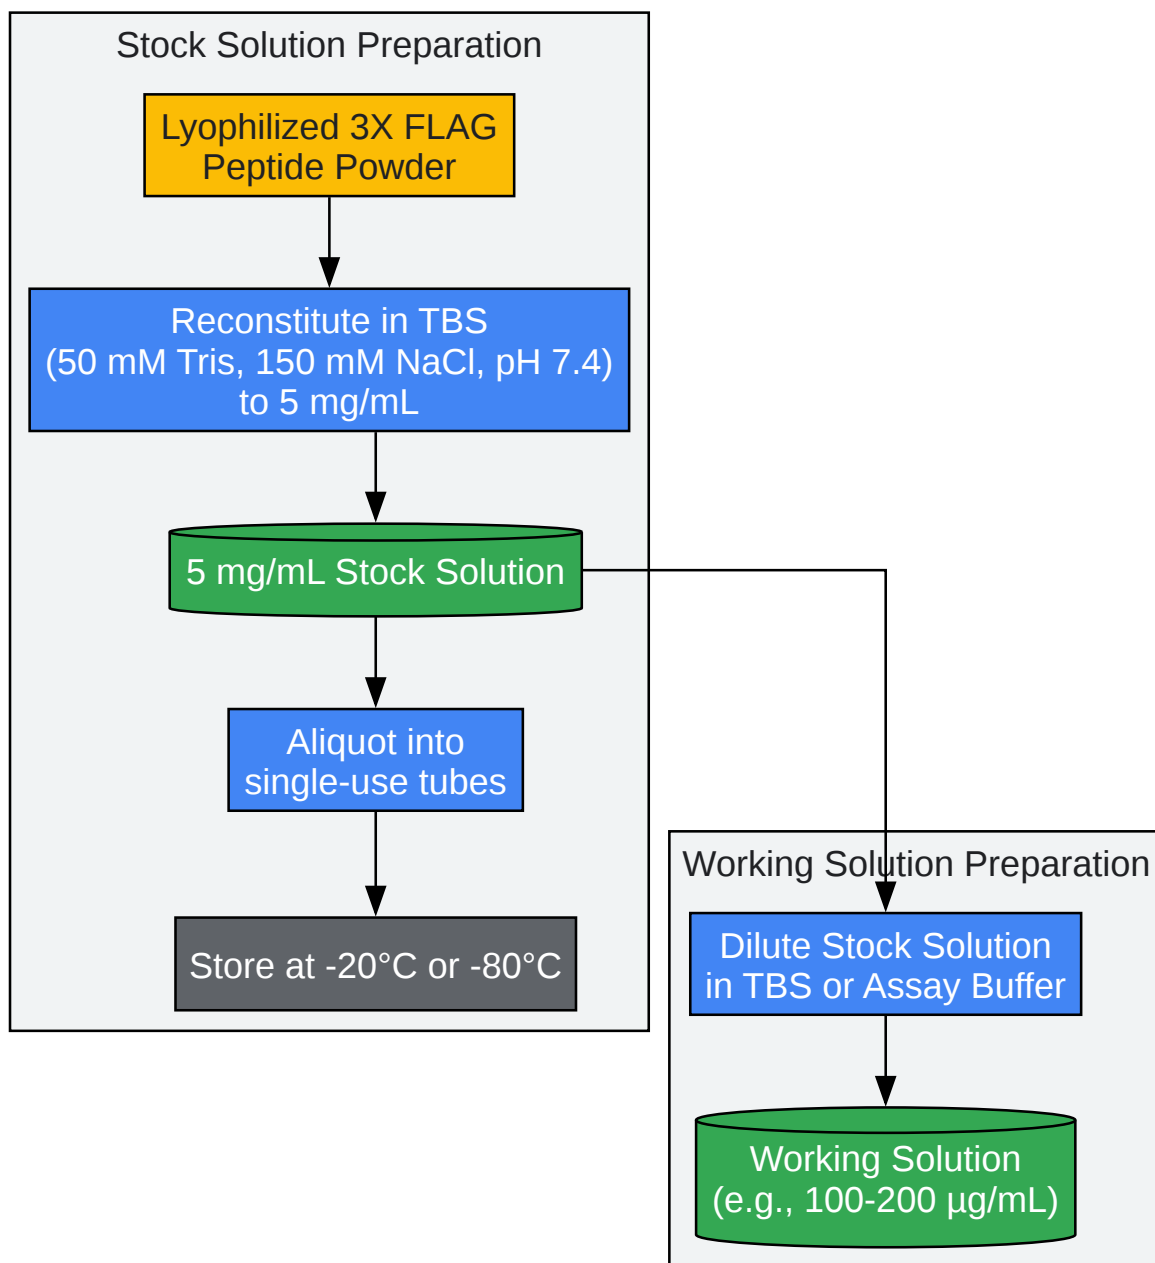 Stock Solution Preparation
Lyophilized 3X FLAG
Peptide Powder
Reconstitute in TBS
(50 mM Tris, 150 mM NaCl, pH 7.4)
to 5 mg/mL
5 mg/mL Stock Solution
Aliquot into
single-use tubes
Store at -20°C or -80°C
Working Solution Preparation
Dilute Stock Solution
in TBS or Assay Buffer
Working Solution
(e.g., 100-200 µg/mL)